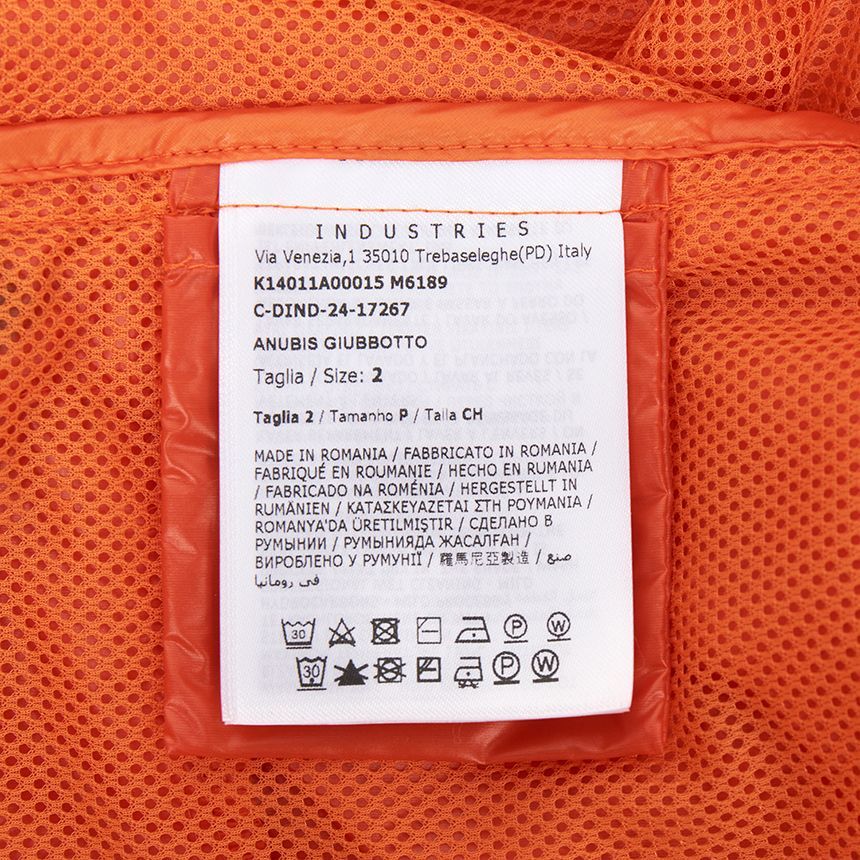 INDUSTRIES
Via Venezia,1 35010 Trebaseleghe(PD) Italy
K14011A00015 M6189
C-DIND-24-17267
ANUBIS GIUBBOTTO
Taglia / Size: 2
Taglia 2 / Tamanho P / Talla CH
MADE IN ROMANIA / FABBRICATO IN ROMANIA
/ FABRIQUÉ EN ROUMANIE / HECHO EN RUMANIA
/ FABRICADO NA ROMÉNIA / HERGESTELLT IN
RUMÄNIEN / ΚΑΤΑΣΚΕΥΑΖΕΤΑΙ ΣΤΗ ΡΟΥΜΑΝΙΑ /
ROMANYA'DA ÜRETILMIŞTIR / СДЕЛАНО В
РУМЫНИИ / РУМЫНИЯДА ЖАСАЛҒАН /
ВИРОБЛЕНО У РУМУНІЇ / 羅馬尼亞製造 / صنع
في رومانيا
30 P W
30 P W